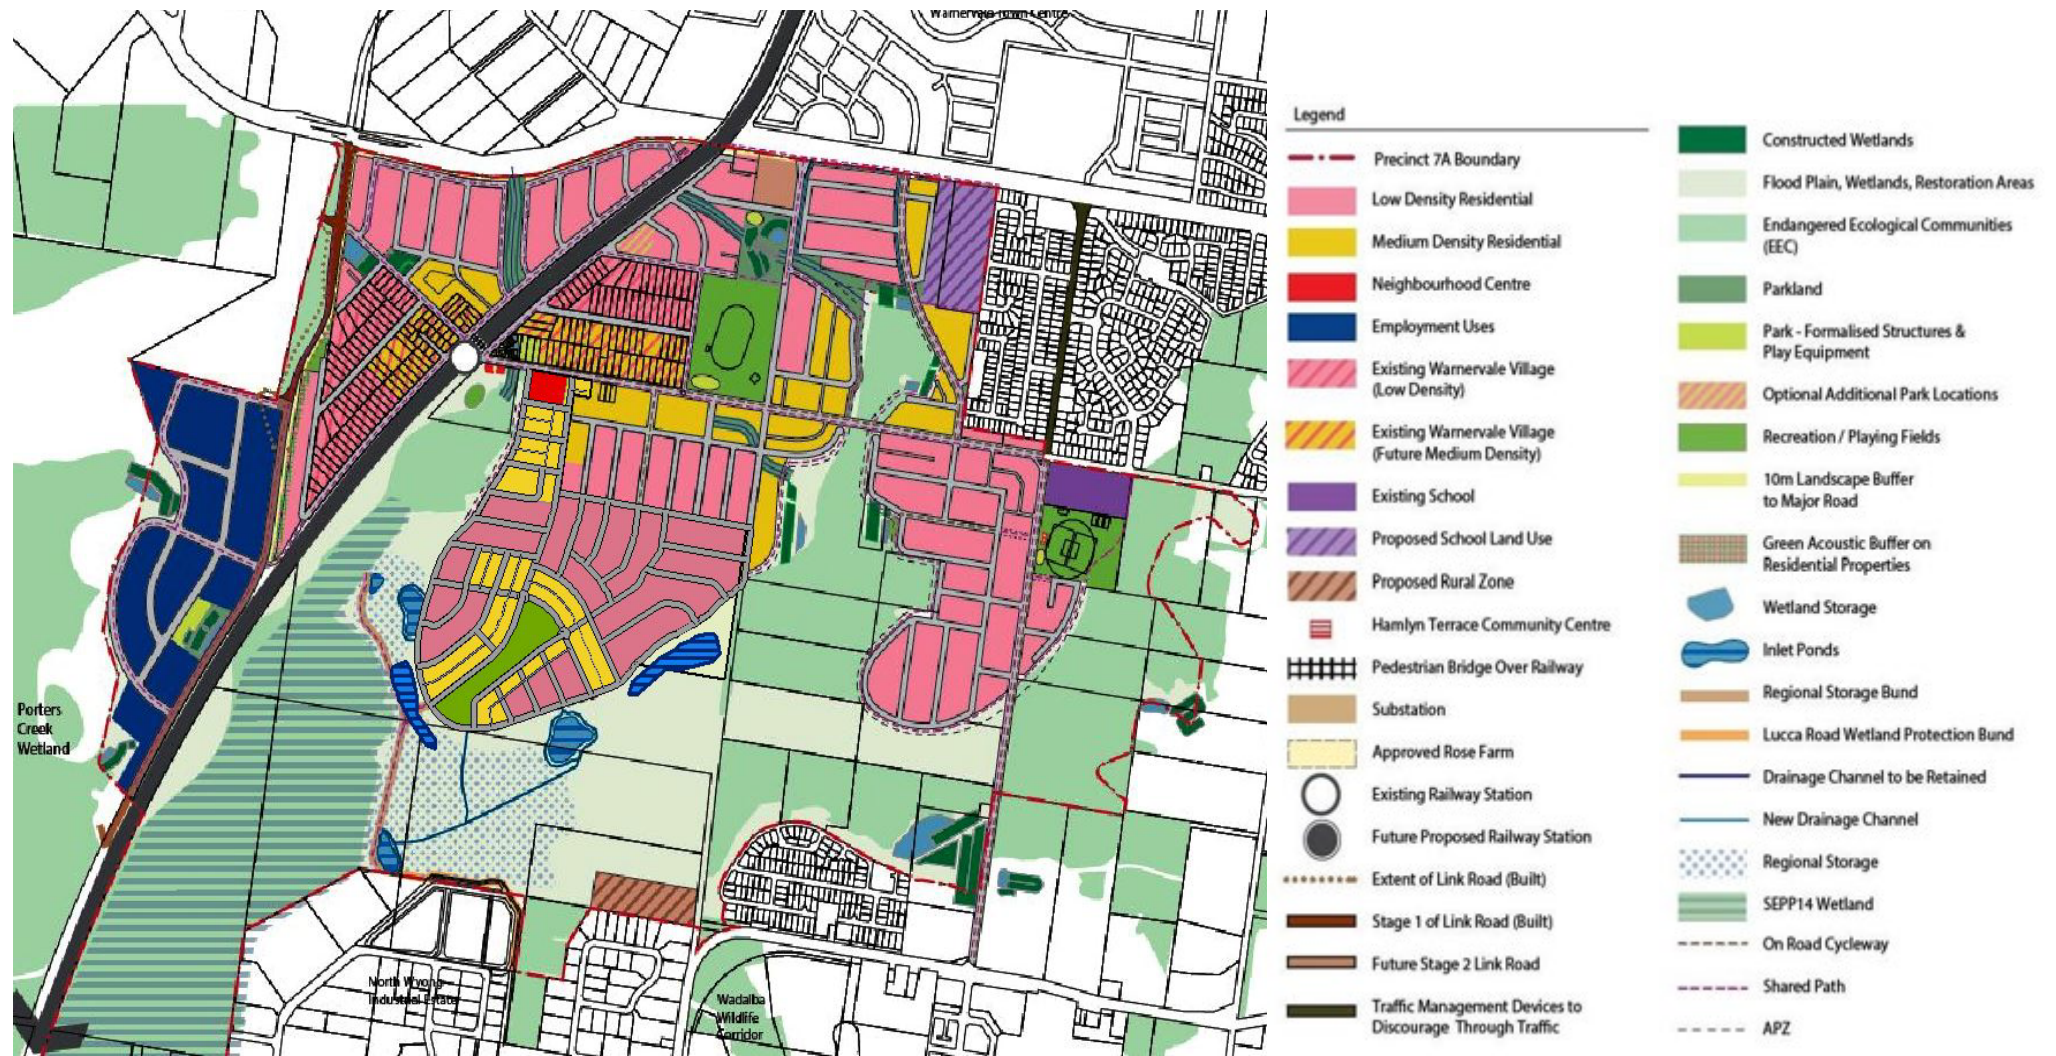 Warnervale Town Centre
Porters
Creek
Wetland
North Wyong
Industrial Estate
Wadalba
Wildlife
Corridor
Legend
Precinct 7A Boundary
Low Density Residential
Medium Density Residential
Neighbourhood Centre
Employment Uses
Existing Warnervale Village
(Low Density)
Existing Warnervale Village
(Future Medium Density)
Existing School
Proposed School Land Use
Proposed Rural Zone
Hamlyn Terrace Community Centre
Pedestrian Bridge Over Railway
Substation
Approved Rose Farm
Existing Railway Station
Future Proposed Railway Station
Extent of Link Road (Built)
Stage 1 of Link Road (Built)
Future Stage 2 Link Road
Traffic Management Devices to
Discourage Through Traffic
Constructed Wetlands
Flood Plain, Wetlands, Restoration Areas
Endangered Ecological Communities
(EEC)
Parkland
Park - Formalised Structures &
Play Equipment
Optional Additional Park Locations
Recreation / Playing Fields
10m Landscape Buffer
to Major Road
Green Acoustic Buffer on
Residential Properties
Wetland Storage
Inlet Ponds
Regional Storage Bund
Lucca Road Wetland Protection Bund
Drainage Channel to be Retained
New Drainage Channel
Regional Storage
SEPP14 Wetland
On Road Cycleway
Shared Path
APZ